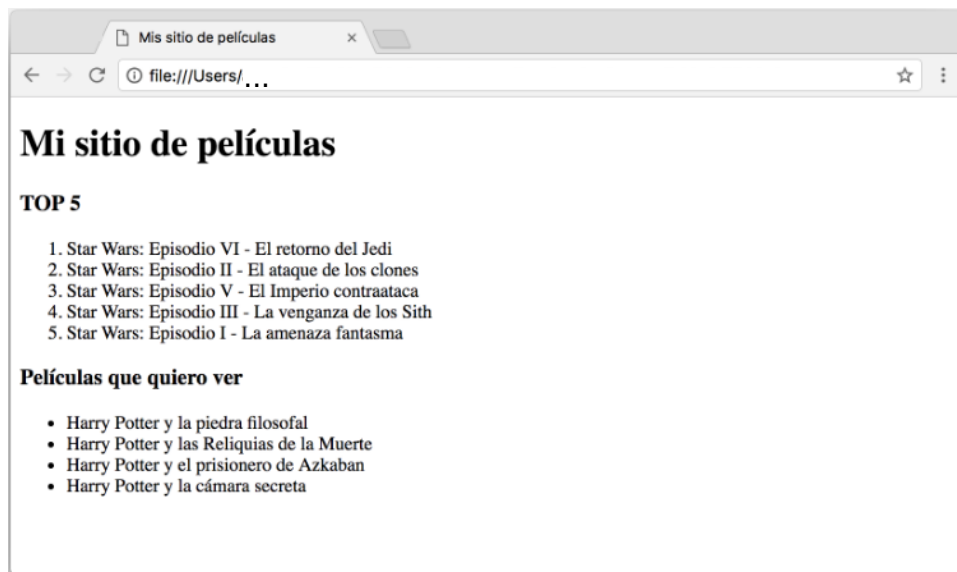 Mis sitio de películas
file:///Users/...
Mi sitio de películas
TOP 5
1. Star Wars: Episodio VI - El retorno del Jedi
2. Star Wars: Episodio II - El ataque de los clones
3. Star Wars: Episodio V - El Imperio contraataca
4. Star Wars: Episodio III - La venganza de los Sith
5. Star Wars: Episodio I - La amenaza fantasma
Películas que quiero ver
• Harry Potter y la piedra filosofal
• Harry Potter y las Reliquias de la Muerte
• Harry Potter y el prisionero de Azkaban
• Harry Potter y la cámara secreta